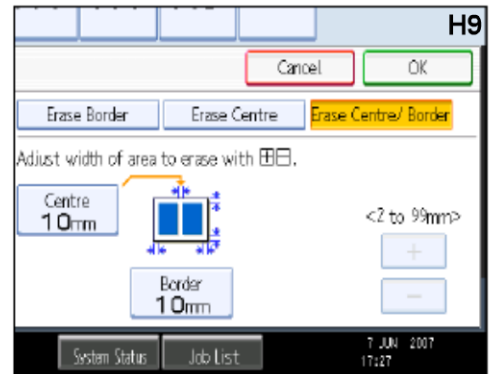 H9
Cancel OK
Erase Border Erase Centre Erase Centre/ Border
Adjust width of area to erase with ⊞⊟.
Centre
10mm
<2 to 99mm>
+
Border
10mm
−
System Status Job List
7 JUN 2007
17:27